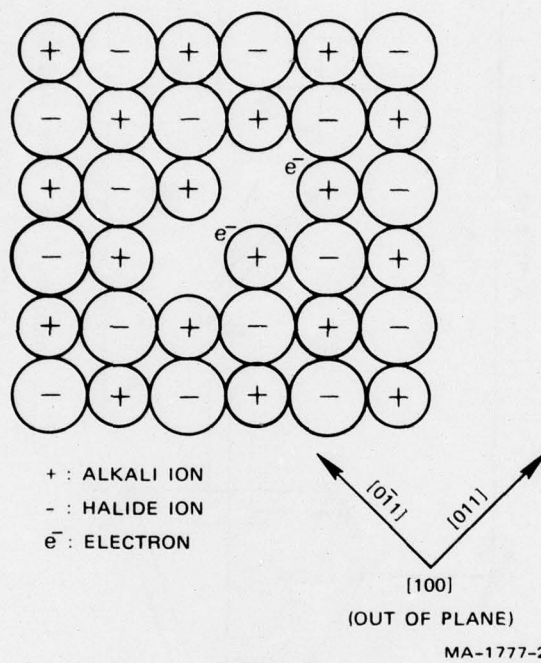 + - + - + -
- + - + - +
+ - + e⁻ + -
- + e⁻ + - +
+ - + - + -
- + - + - +
+ : ALKALI ION
- : HALIDE ION
e⁻ : ELECTRON
[01̄1] [011]
[100]
(OUT OF PLANE)
MA-1777-2